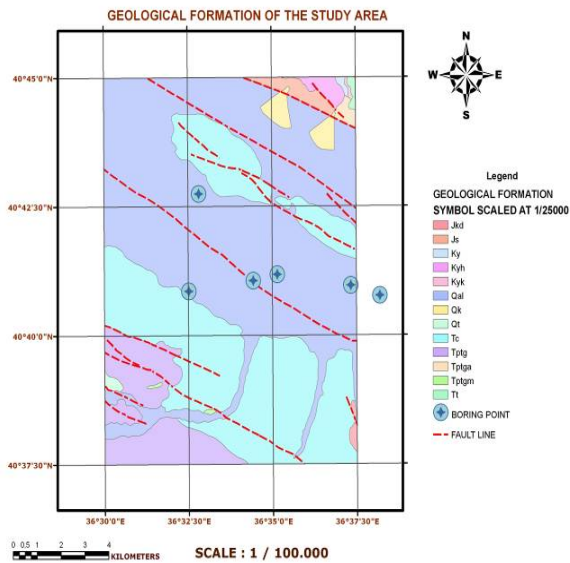 GEOLOGICAL FORMATION OF THE STUDY AREA
40°45'0"N
40°42'30"N
40°40'0"N
40°37'30"N
36°30'0"E
36°32'30"E
36°35'0"E
36°37'30"E
N
W
E
S
Legend
GEOLOGICAL FORMATION
SYMBOL SCALED AT 1/25000
Jkd
Js
Ky
Kyh
Kyk
Qal
Qk
Qt
Tc
Tptg
Tptga
Tptgm
Tt
BORING POINT
FAULT LINE
0 0.5 1 2 3 4
KILOMETERS
SCALE : 1 / 100.000